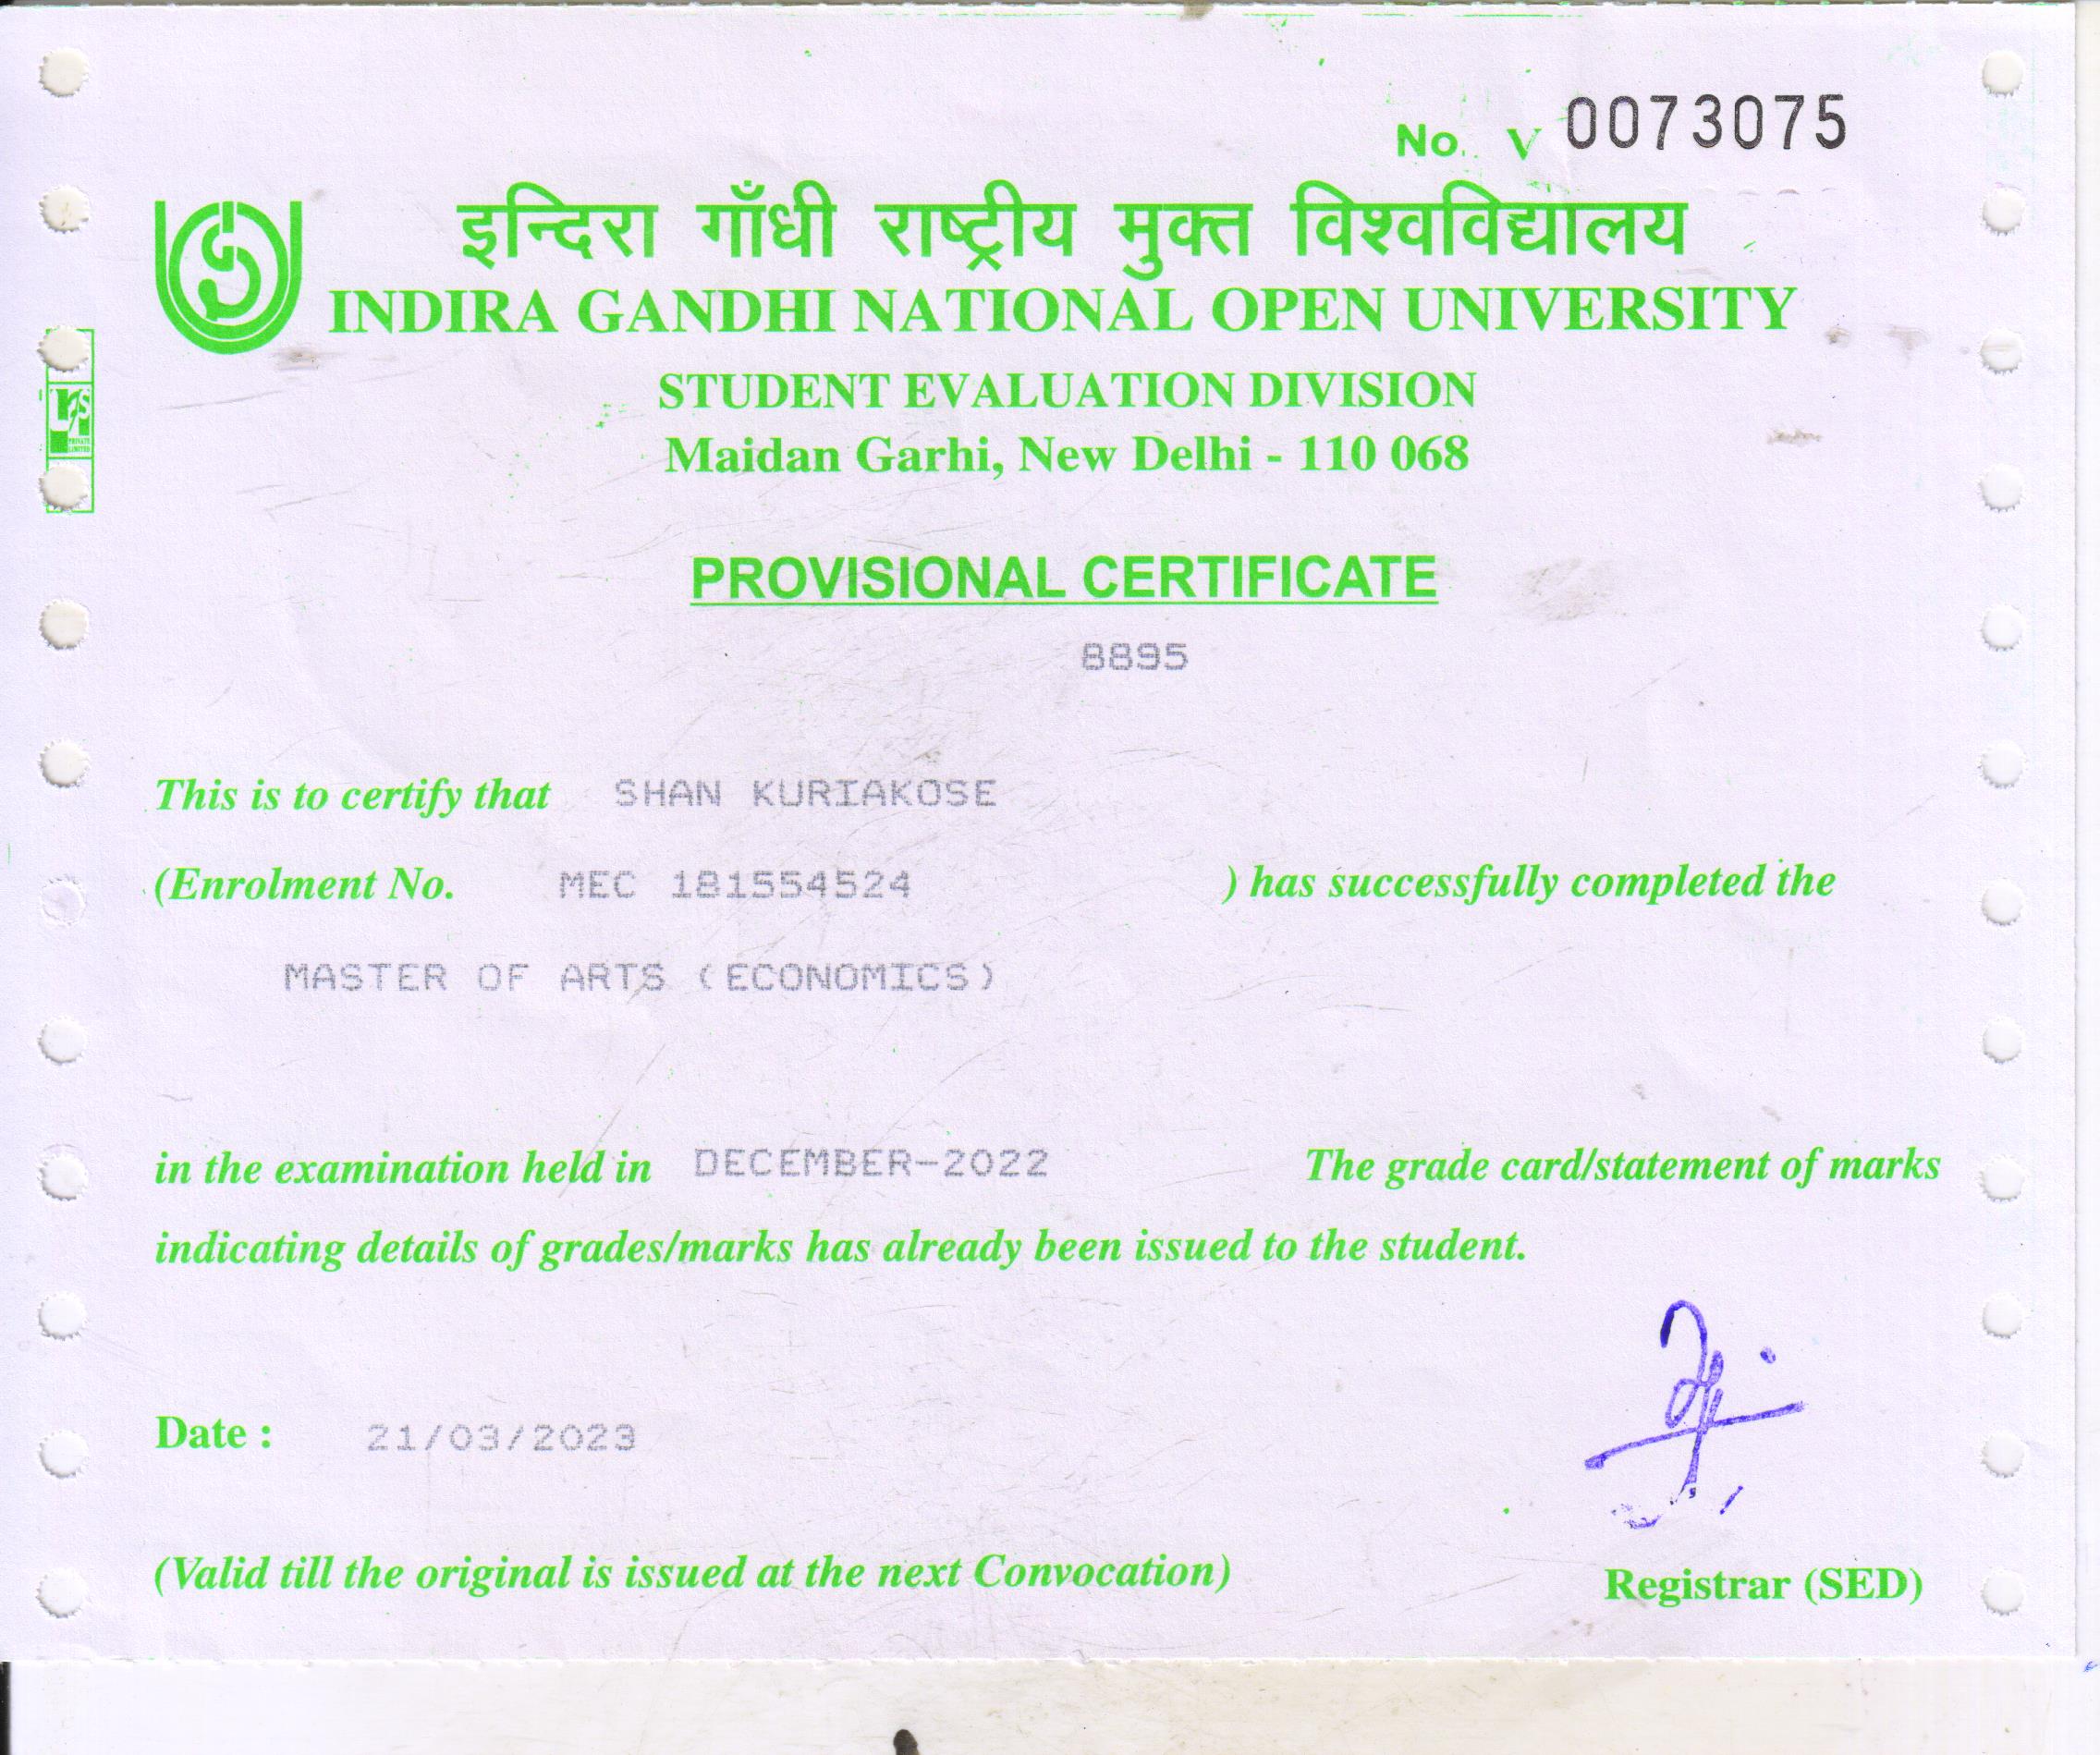 No. V 0073075
इन्दिरा गाँधी राष्ट्रीय मुक्त विश्वविद्यालय
INDIRA GANDHI NATIONAL OPEN UNIVERSITY
STUDENT EVALUATION DIVISION
Maidan Garhi, New Delhi - 110 068
PRIVATE
LIMITED
PROVISIONAL CERTIFICATE
8895
This is to certify that SHAN KURIAKOSE
(Enrolment No. MEC 181554524 ) has successfully completed the
MASTER OF ARTS (ECONOMICS)
in the examination held in DECEMBER-2022 The grade card/statement of marks
indicating details of grades/marks has already been issued to the student.
Date : 21/03/2023
(Valid till the original is issued at the next Convocation)
Registrar (SED)